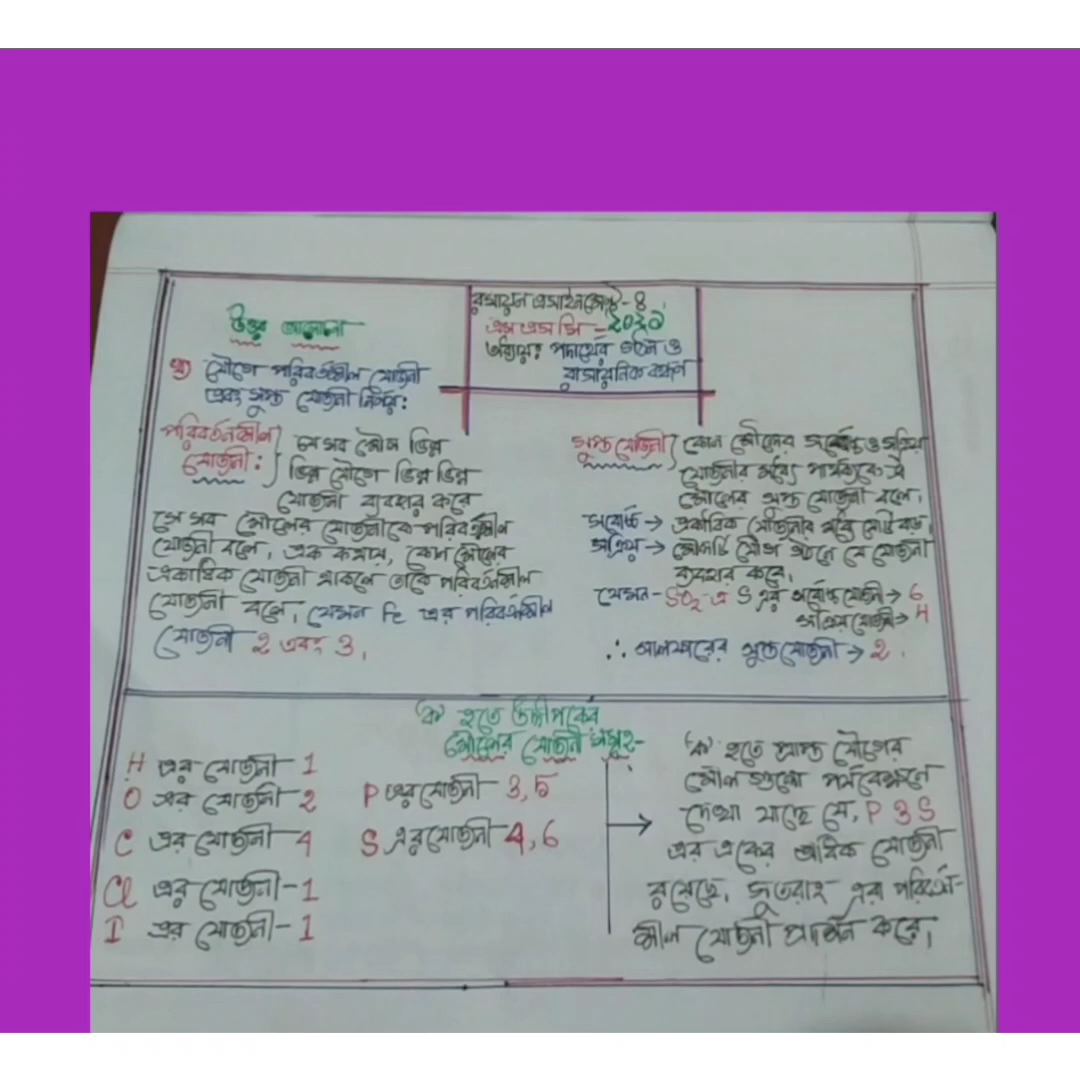 উত্তর আলোচনা
রসায়ন এসাইনমেন্ট-৪
এস এস সি - 2021
অধ্যায়ঃ পদার্থের গঠন ও
রাসায়নিক বন্ধন
খ) যৌগে পরিবর্তনশীল যোজনী
এবং সুপ্ত যোজনী নির্ণয়:
পরিবর্তনশীল যোজনী:
যে সব মৌল ভিন্ন
ভিন্ন যৌগে ভিন্ন ভিন্ন
যোজনী ব্যবহার করে
সে সব মৌলের যোজনীকে পরিবর্তনশীল
যোজনী বলে, এক কথায়, কোন মৌলের
একাধিক যোজনী থাকলে তাকে পরিবর্তনশীল
যোজনী বলে, যেমন Fe এর পরিবর্তনশীল
যোজনী 2 এবং 3,
সুপ্ত যোজনী
কোন মৌলের সর্বোচ্চ ও সক্রিয়
যোজনীর মধ্যে পার্থক্যকে ঐ
মৌলের সুপ্ত যোজনী বলে,
সর্বোচ্চ → একাধিক যোজনীর মধ্যে যেটা বড়,
সক্রিয় → মৌলটি যৌগ গঠনে যে যোজনী
ব্যবহার করে,
যেমন - SO₂ এ S এর সর্বোচ্চ যোজনী → 6
সক্রিয় যোজনী → 4
∴ সালফারের সুপ্ত যোজনী → 2.
'ক' হতে উদ্দীপকের
মৌলের যোজনী সমূহ-
H এর যোজনী 1
O এর যোজনী 2
C এর যোজনী 4
Cl এর যোজনী - 1
I এর যোজনী - 1
P এর যোজনী 3,5
S এর যোজনী 4,6
'ক' হতে প্রাপ্ত যৌগের
মৌল গুলো পর্যবেক্ষণে
→ দেখা যাচ্ছে যে, P ও S
এর একের অধিক যোজনী
রয়েছে, সুতরাং এরা পরিবর্তন-
শীল যোজনী প্রদর্শন করে,